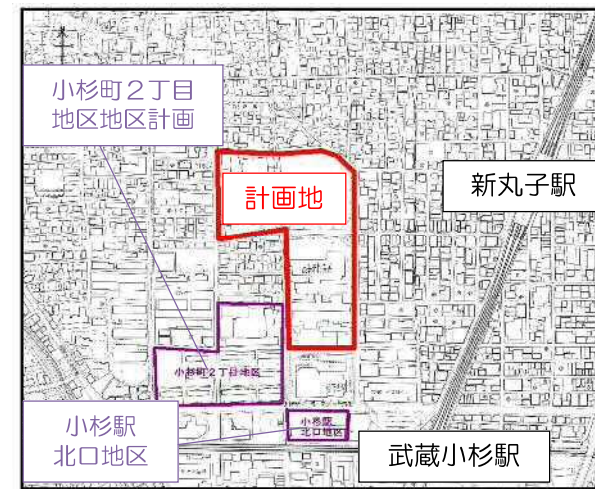 小杉町２丁目
地区地区計画
計画地
新丸子駅
小杉町２丁目地区
小杉駅
北口地区
小杉駅
北口地区
武蔵小杉駅